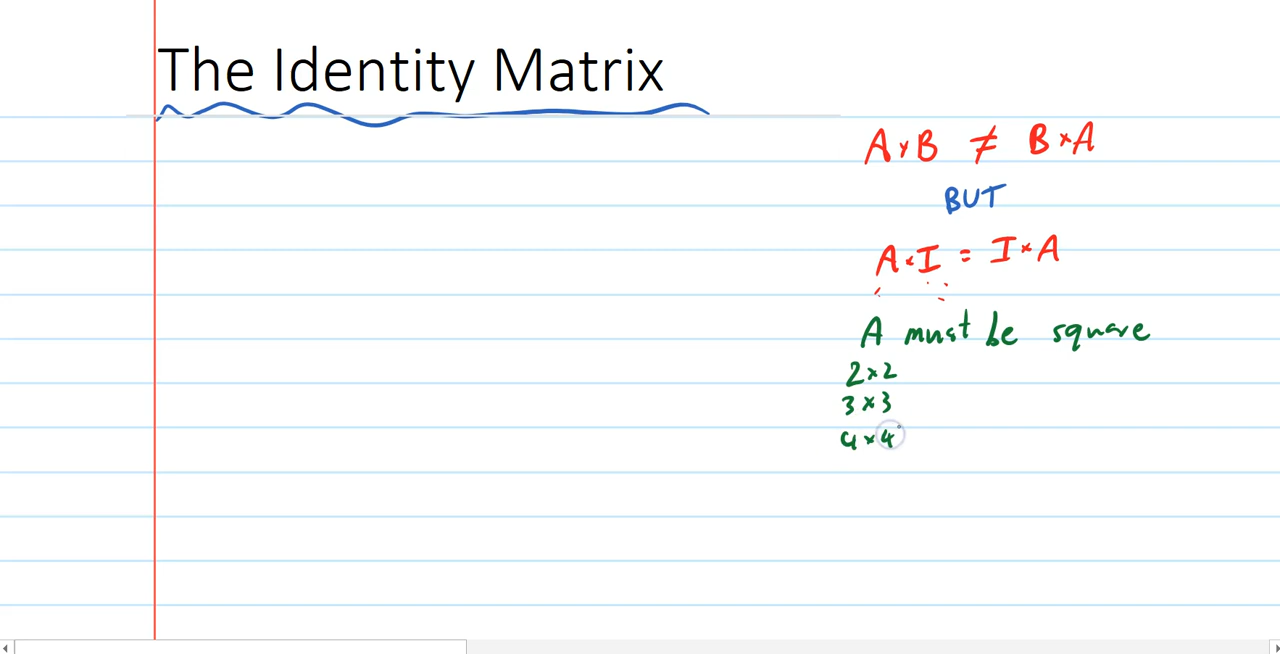 The Identity Matrix
A×B ≠ B×A
BUT
A×I = I×A
A must be square
2×2
3×3
4×4